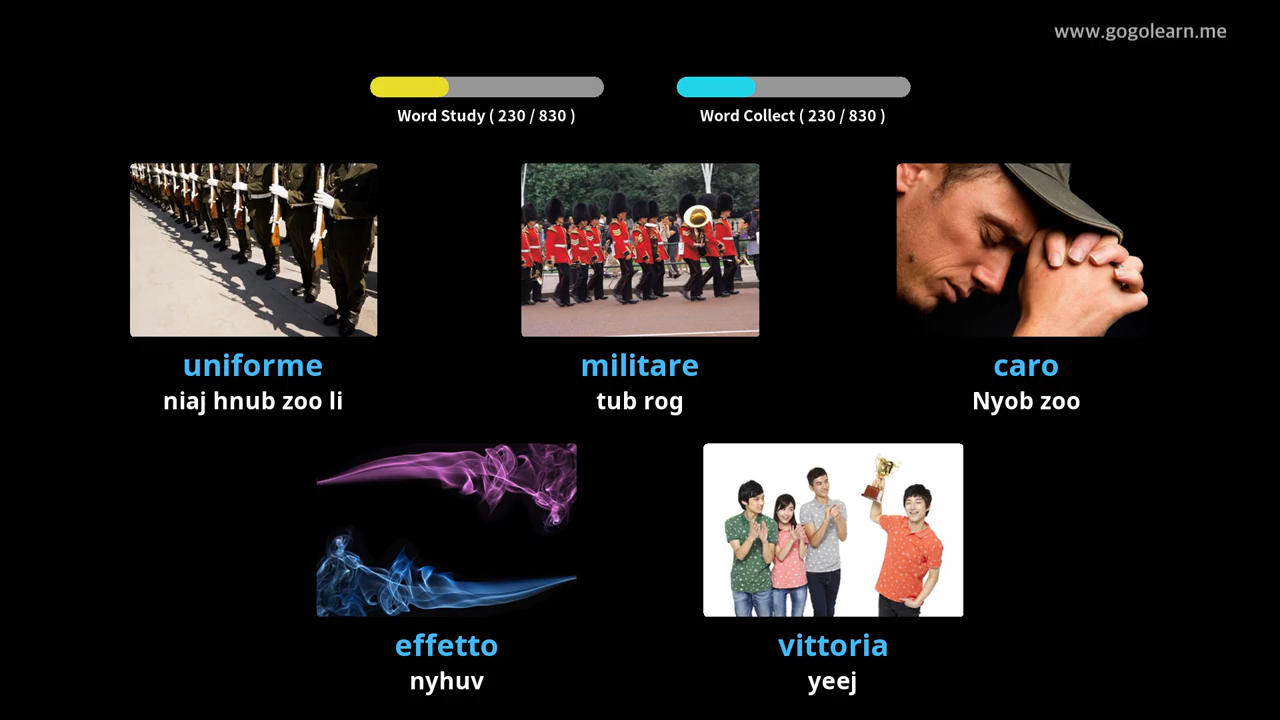 www.gogolearn.me
Word Study ( 230 / 830 )
Word Collect ( 230 / 830 )
uniforme
niaj hnub zoo li
militare
tub rog
caro
Nyob zoo
effetto
nyhuv
vittoria
yeej